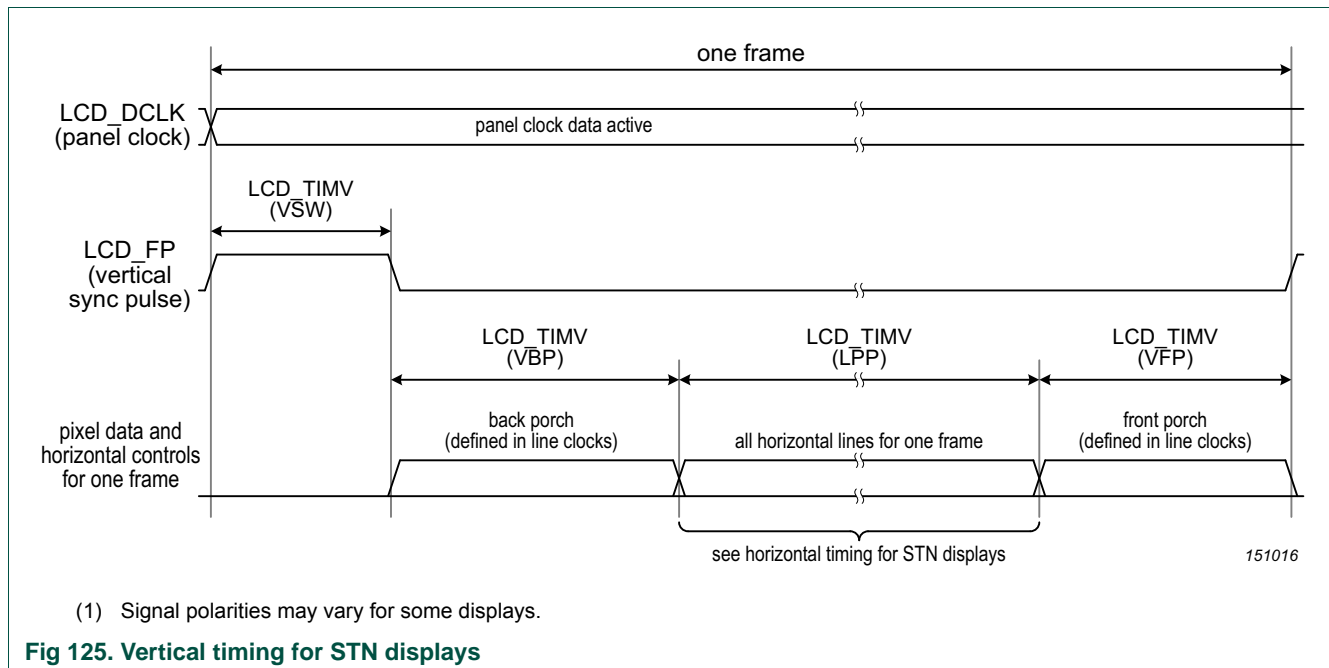 one frame
LCD_DCLK
(panel clock)
panel clock data active
LCD_TIMV
(VSW)
LCD_FP
(vertical
sync pulse)
LCD_TIMV
(VBP)
LCD_TIMV
(LPP)
LCD_TIMV
(VFP)
pixel data and
horizontal controls
for one frame
back porch
(defined in line clocks)
all horizontal lines for one frame
front porch
(defined in line clocks)
see horizontal timing for STN displays
151016
(1) Signal polarities may vary for some displays.
Fig 125. Vertical timing for STN displays